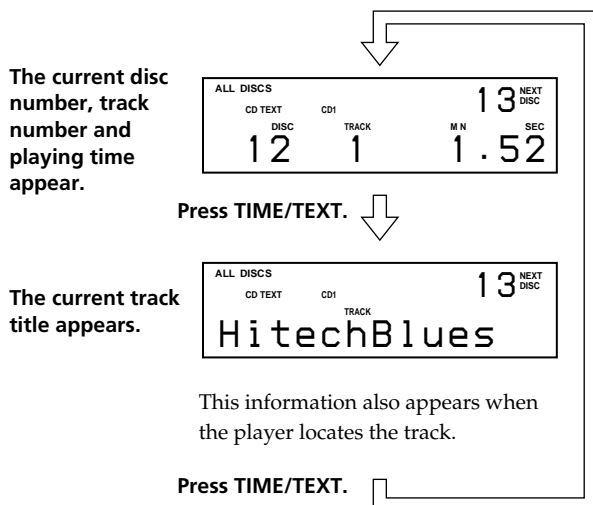 The current disc
number, track
number and
playing time
appear.
ALL DISCS
CD TEXT CD1 13 NEXT DISC
DISC TRACK M N SEC
12 1 1.52
Press TIME/TEXT.
The current track
title appears.
ALL DISCS
CD TEXT CD1 13 NEXT DISC
TRACK
HitechBlues
This information also appears when
the player locates the track.
Press TIME/TEXT.